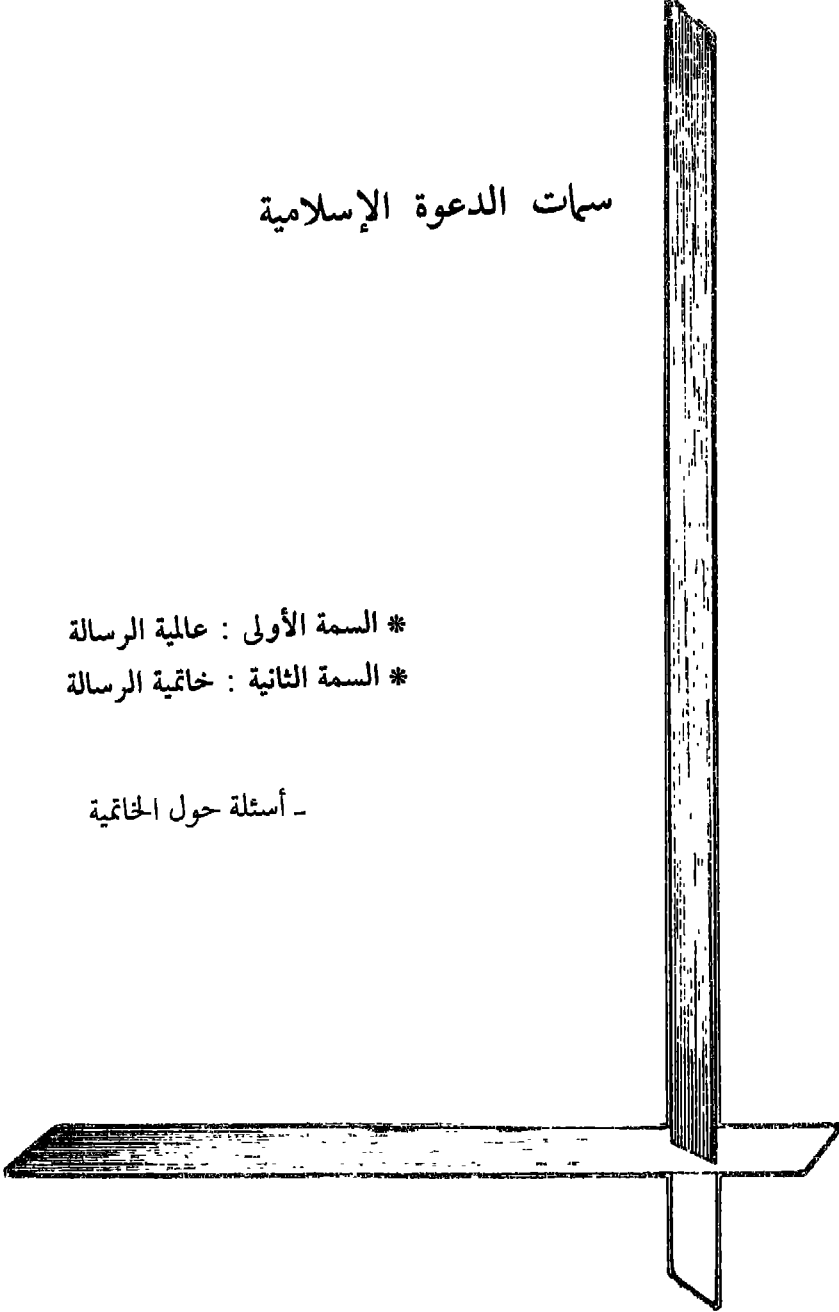 سمات الدعوة الإسلامية
* السمة الأولى : عالمية الرسالة
* السمة الثانية : خاتمية الرسالة
ـ أسئلة حول الخاتمية